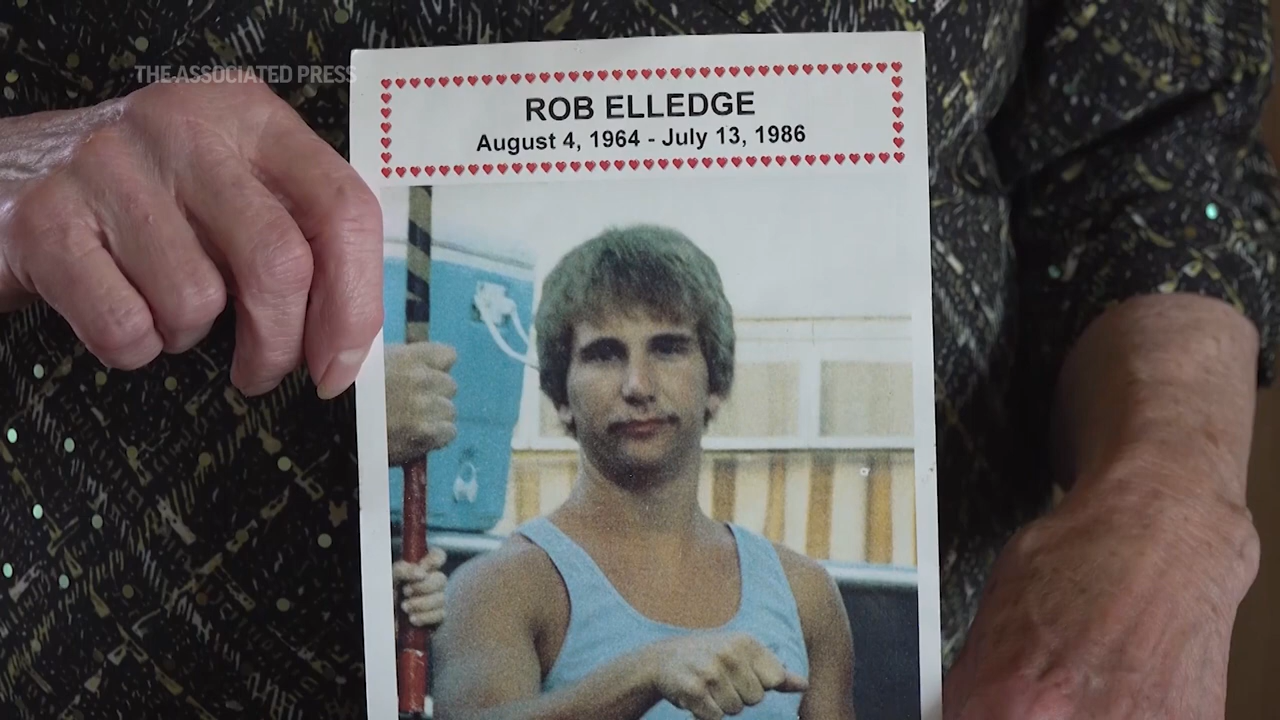 THE ASSOCIATED PRESS
ROB ELLEDGE
August 4, 1964 - July 13, 1986